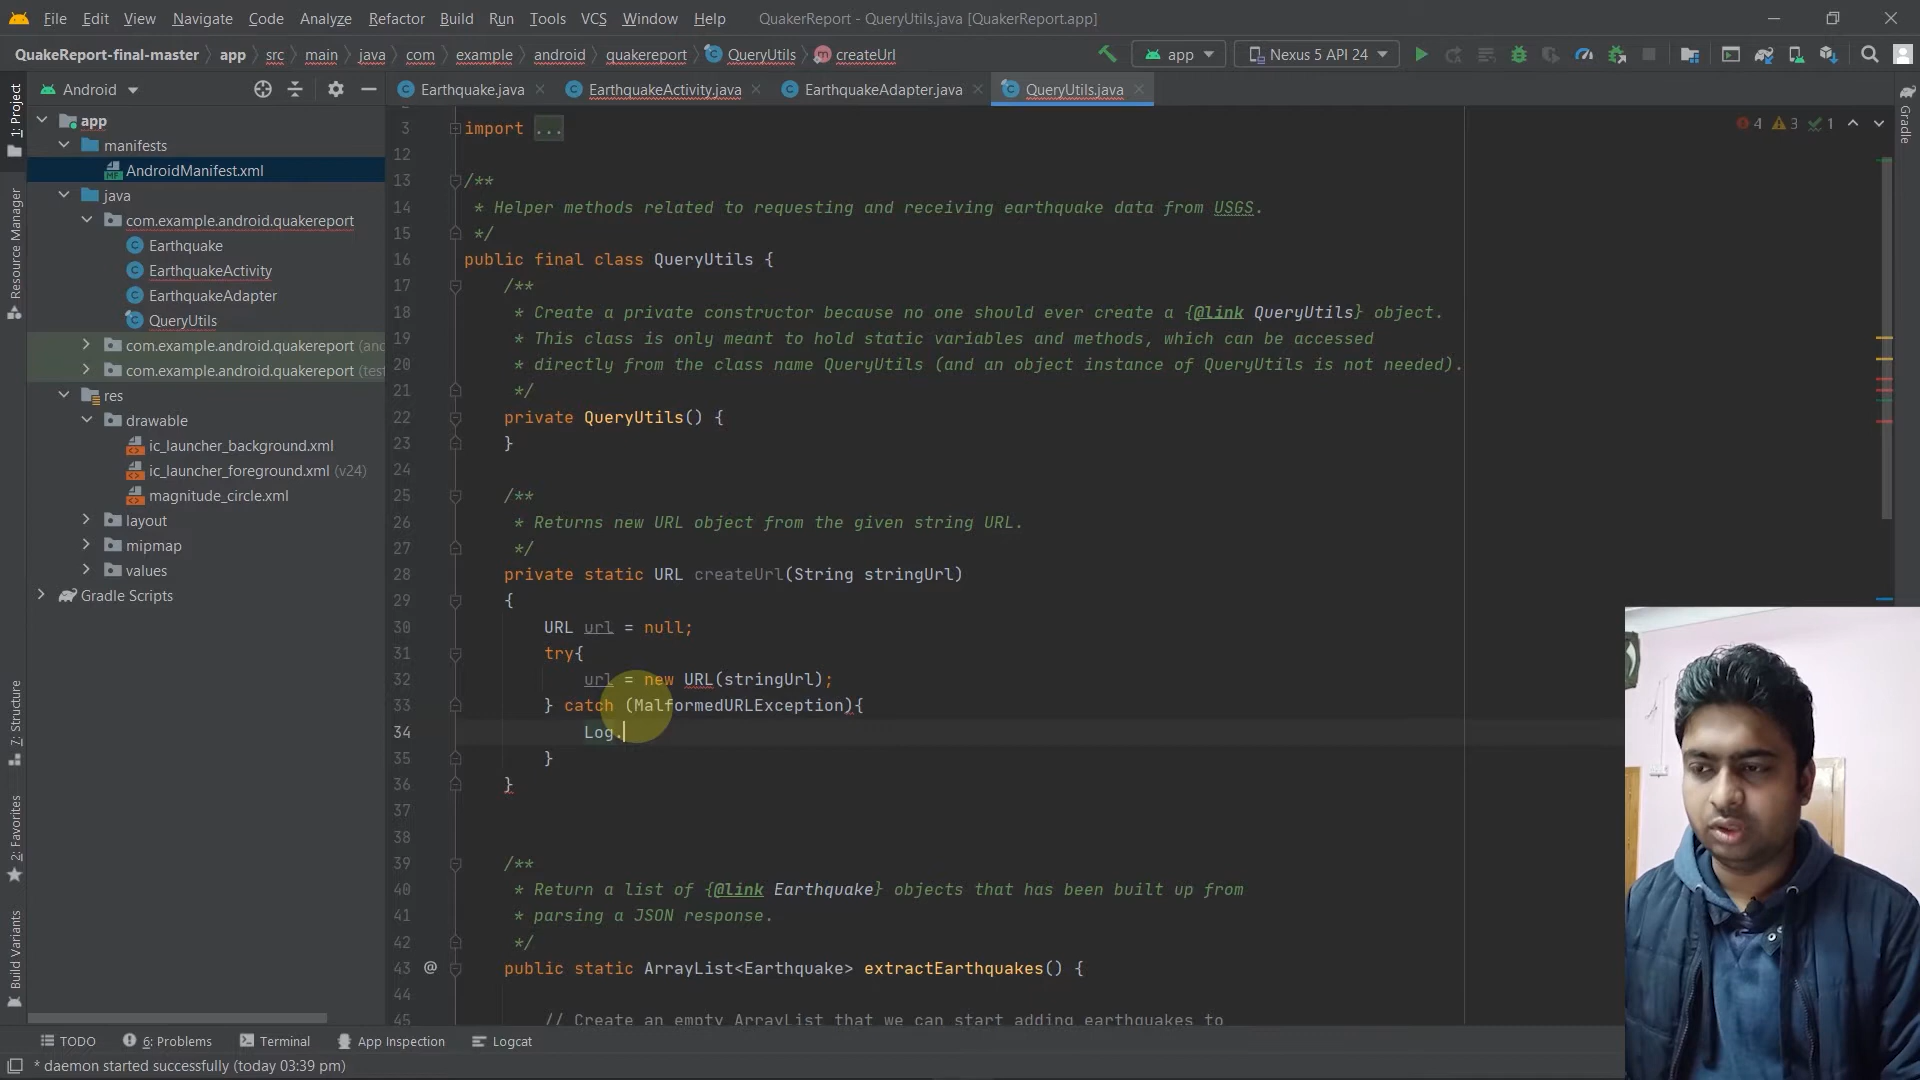 File Edit View Navigate Code Analyze Refactor Build Run Tools VCS Window Help QuakerReport - QueryUtils.java [QuakerReport.app]
QuakeReport-final-master app src main java com example android quakereport QueryUtils createUrl app Nexus 5 API 24
Android Earthquake.java EarthquakeActivity.java EarthquakeAdapter.java QueryUtils.java
1: Project
Resource Manager
7: Structure
2: Favorites
Build Variants
Gradle
app
manifests
AndroidManifest.xml
java
com.example.android.quakereport
Earthquake
EarthquakeActivity
EarthquakeAdapter
QueryUtils
com.example.android.quakereport (and
com.example.android.quakereport (test
res
drawable
ic_launcher_background.xml
ic_launcher_foreground.xml (v24)
magnitude_circle.xml
layout
mipmap
values
Gradle Scripts
4 3 1
3 import ...
12
13 /**
14 * Helper methods related to requesting and receiving earthquake data from USGS.
15 */
16 public final class QueryUtils {
17 /**
18 * Create a private constructor because no one should ever create a {@link QueryUtils} object.
19 * This class is only meant to hold static variables and methods, which can be accessed
20 * directly from the class name QueryUtils (and an object instance of QueryUtils is not needed).
21 */
22 private QueryUtils() {
23 }
24
25 /**
26 * Returns new URL object from the given string URL.
27 */
28 private static URL createUrl(String stringUrl)
29 {
30 URL url = null;
31 try{
32 url = new URL(stringUrl);
33 } catch (MalformedURLException){
34 Log.
35 }
36 }
37
38
39 /**
40 * Return a list of {@link Earthquake} objects that has been built up from
41 * parsing a JSON response.
42 */
43 @ public static ArrayList<Earthquake> extractEarthquakes() {
44
45 // Create an empty ArrayList that we can start adding earthquakes to
TODO 6: Problems Terminal App Inspection Logcat
* daemon started successfully (today 03:39 pm)